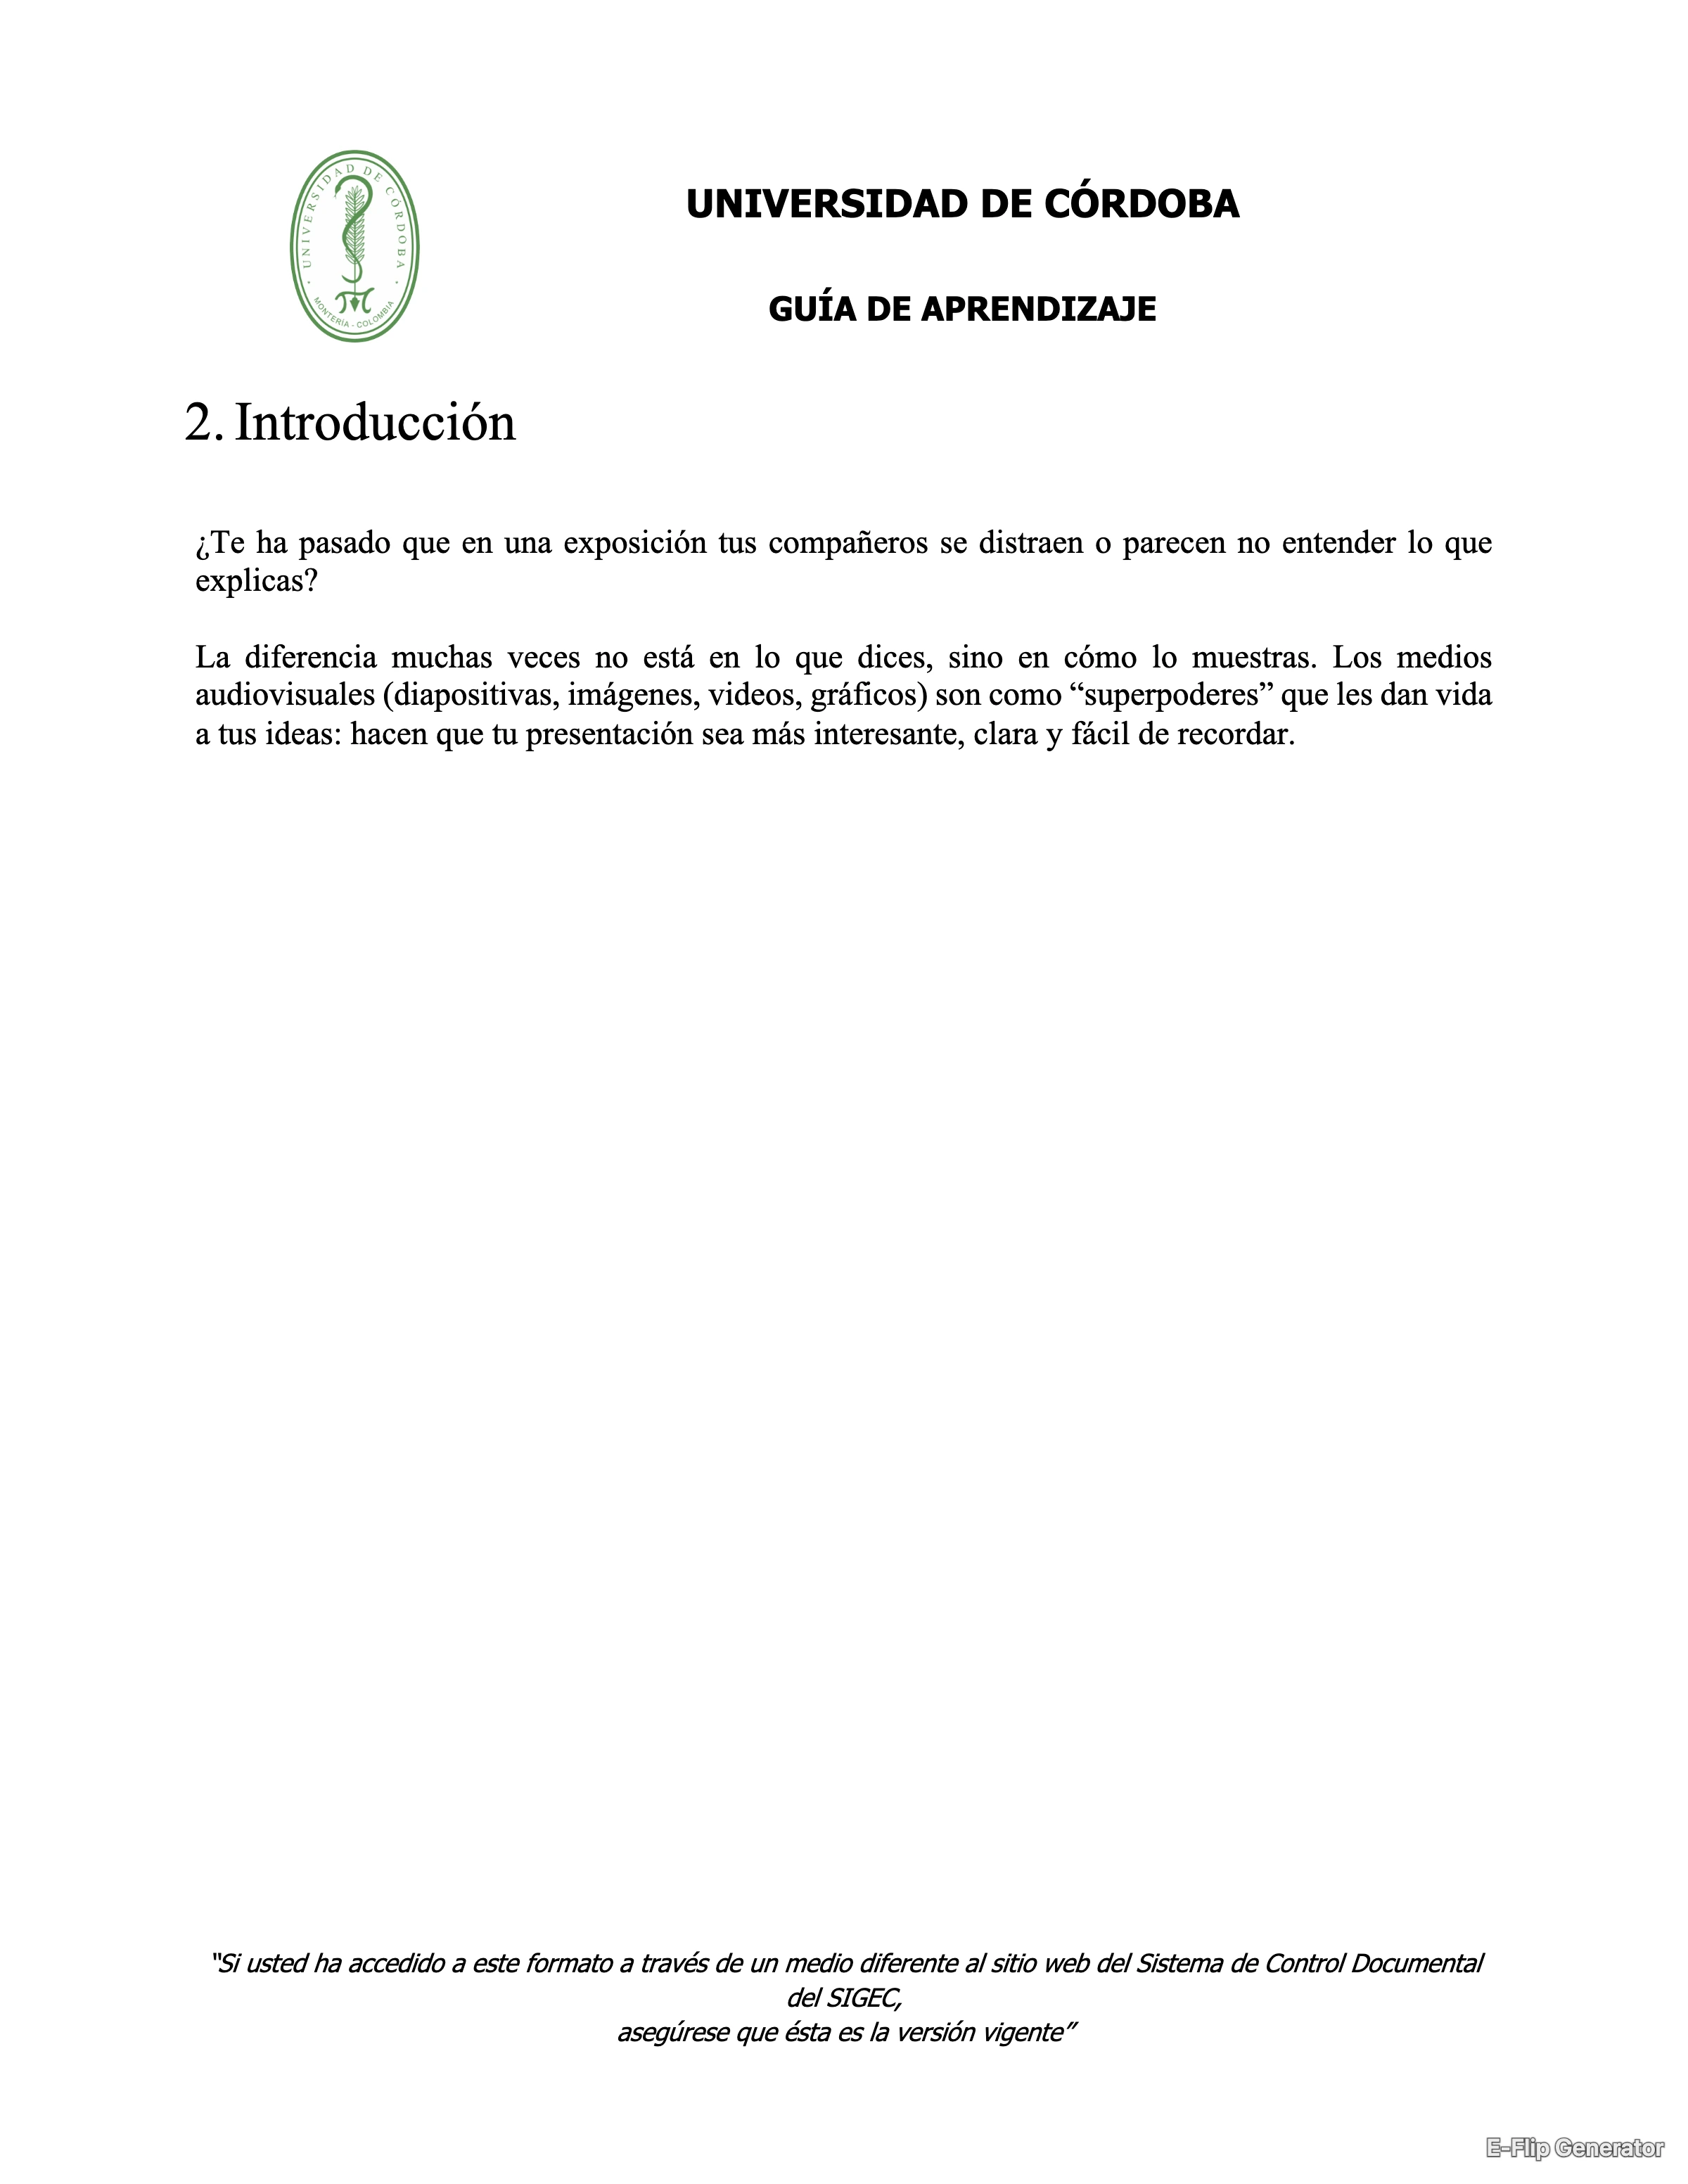 UNIVERSIDAD DE CÓRDOBA
MONTERÍA - COLOMBIA
UNIVERSIDAD DE CÓRDOBA
GUÍA DE APRENDIZAJE
2. Introducción
¿Te ha pasado que en una exposición tus compañeros se distraen o parecen no entender lo que
explicas?
La diferencia muchas veces no está en lo que dices, sino en cómo lo muestras. Los medios
audiovisuales (diapositivas, imágenes, videos, gráficos) son como “superpoderes” que les dan vida
a tus ideas: hacen que tu presentación sea más interesante, clara y fácil de recordar.
“Si usted ha accedido a este formato a través de un medio diferente al sitio web del Sistema de Control Documental
del SIGEC,
asegúrese que ésta es la versión vigente”
E-Flip Generator